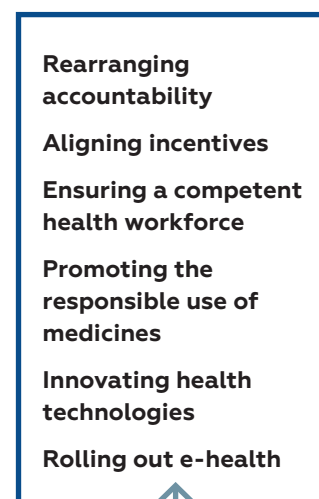 Rearranging
accountability
Aligning incentives
Ensuring a competent
health workforce
Promoting the
responsible use of
medicines
Innovating health
technologies
Rolling out e-health